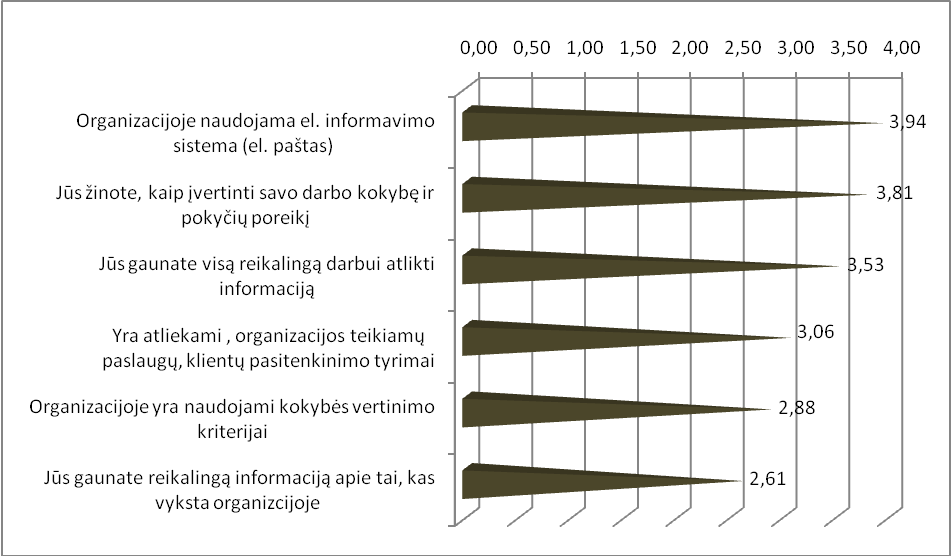 0,00 0,50 1,00 1,50 2,00 2,50 3,00 3,50 4,00
Organizacijoje naudojama el. informavimo
sistema (el. paštas)
3,94
Jūs žinote, kaip įvertinti savo darbo kokybę ir
pokyčių poreikį
3,81
Jūs gaunate visą reikalingą darbui atlikti
informaciją
3,53
Yra atliekami , organizacijos teikiamų
paslaugų, klientų pasitenkinimo tyrimai
3,06
Organizacijoje yra naudojami kokybės vertinimo
kriterijai
2,88
Jūs gaunate reikalingą informaciją apie tai, kas
vyksta organizcijoje
2,61